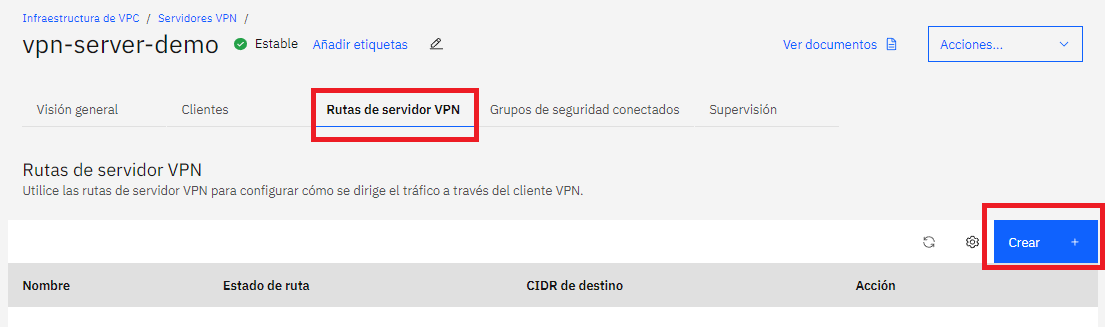 Infraestructura de VPC / Servidores VPN /
vpn-server-demo Estable Añadir etiquetas Ver documentos Acciones...
Visión general Clientes Rutas de servidor VPN Grupos de seguridad conectados Supervisión
Rutas de servidor VPN
Utilice las rutas de servidor VPN para configurar cómo se dirige el tráfico a través del cliente VPN.
Crear +
Nombre Estado de ruta CIDR de destino Acción